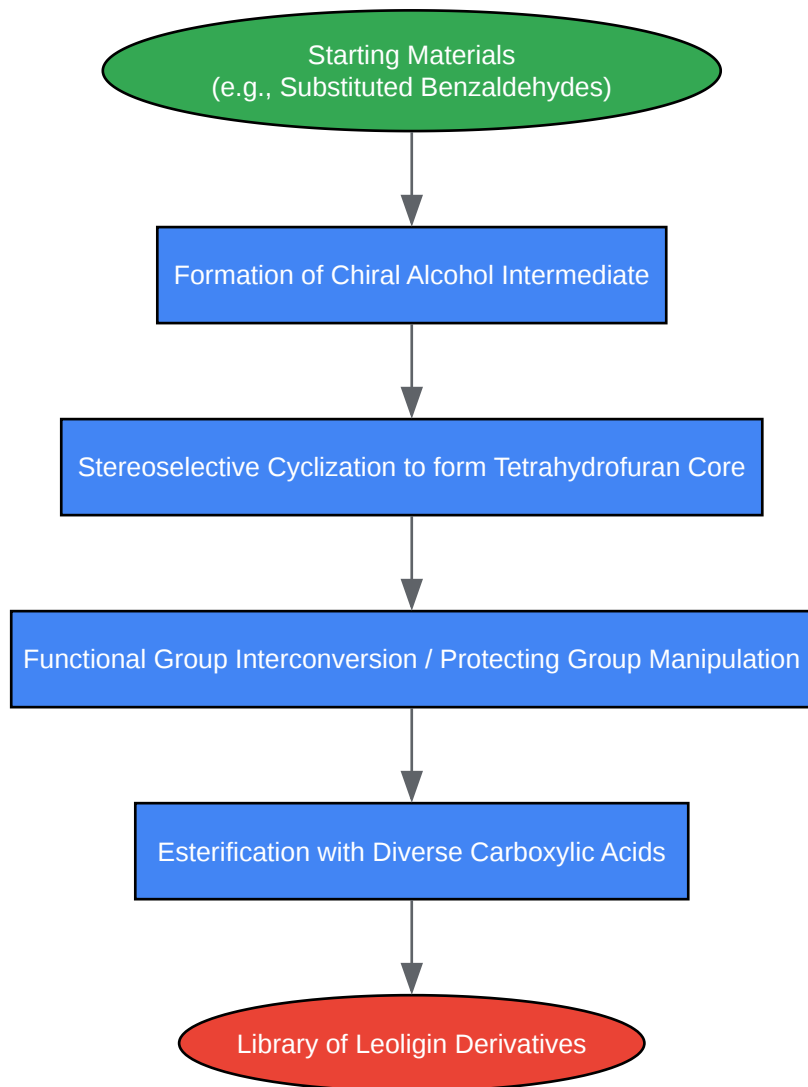 Starting Materials
(e.g., Substituted Benzaldehydes)
Formation of Chiral Alcohol Intermediate
Stereoselective Cyclization to form Tetrahydrofuran Core
Functional Group Interconversion / Protecting Group Manipulation
Esterification with Diverse Carboxylic Acids
Library of Leoligin Derivatives